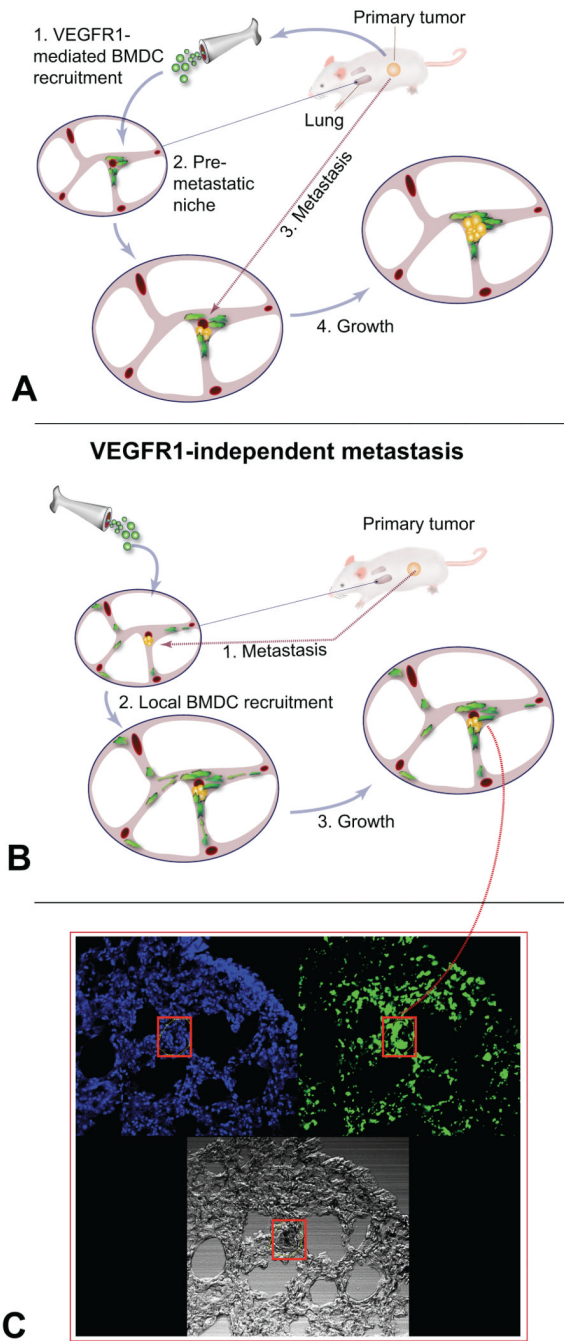 Primary tumor
1. VEGFR1-
mediated BMDC
recruitment
Lung
2. Pre-
metastatic
niche
3. Metastasis
4. Growth
A
VEGFR1-independent metastasis
Primary tumor
1. Metastasis
2. Local BMDC recruitment
3. Growth
B
C